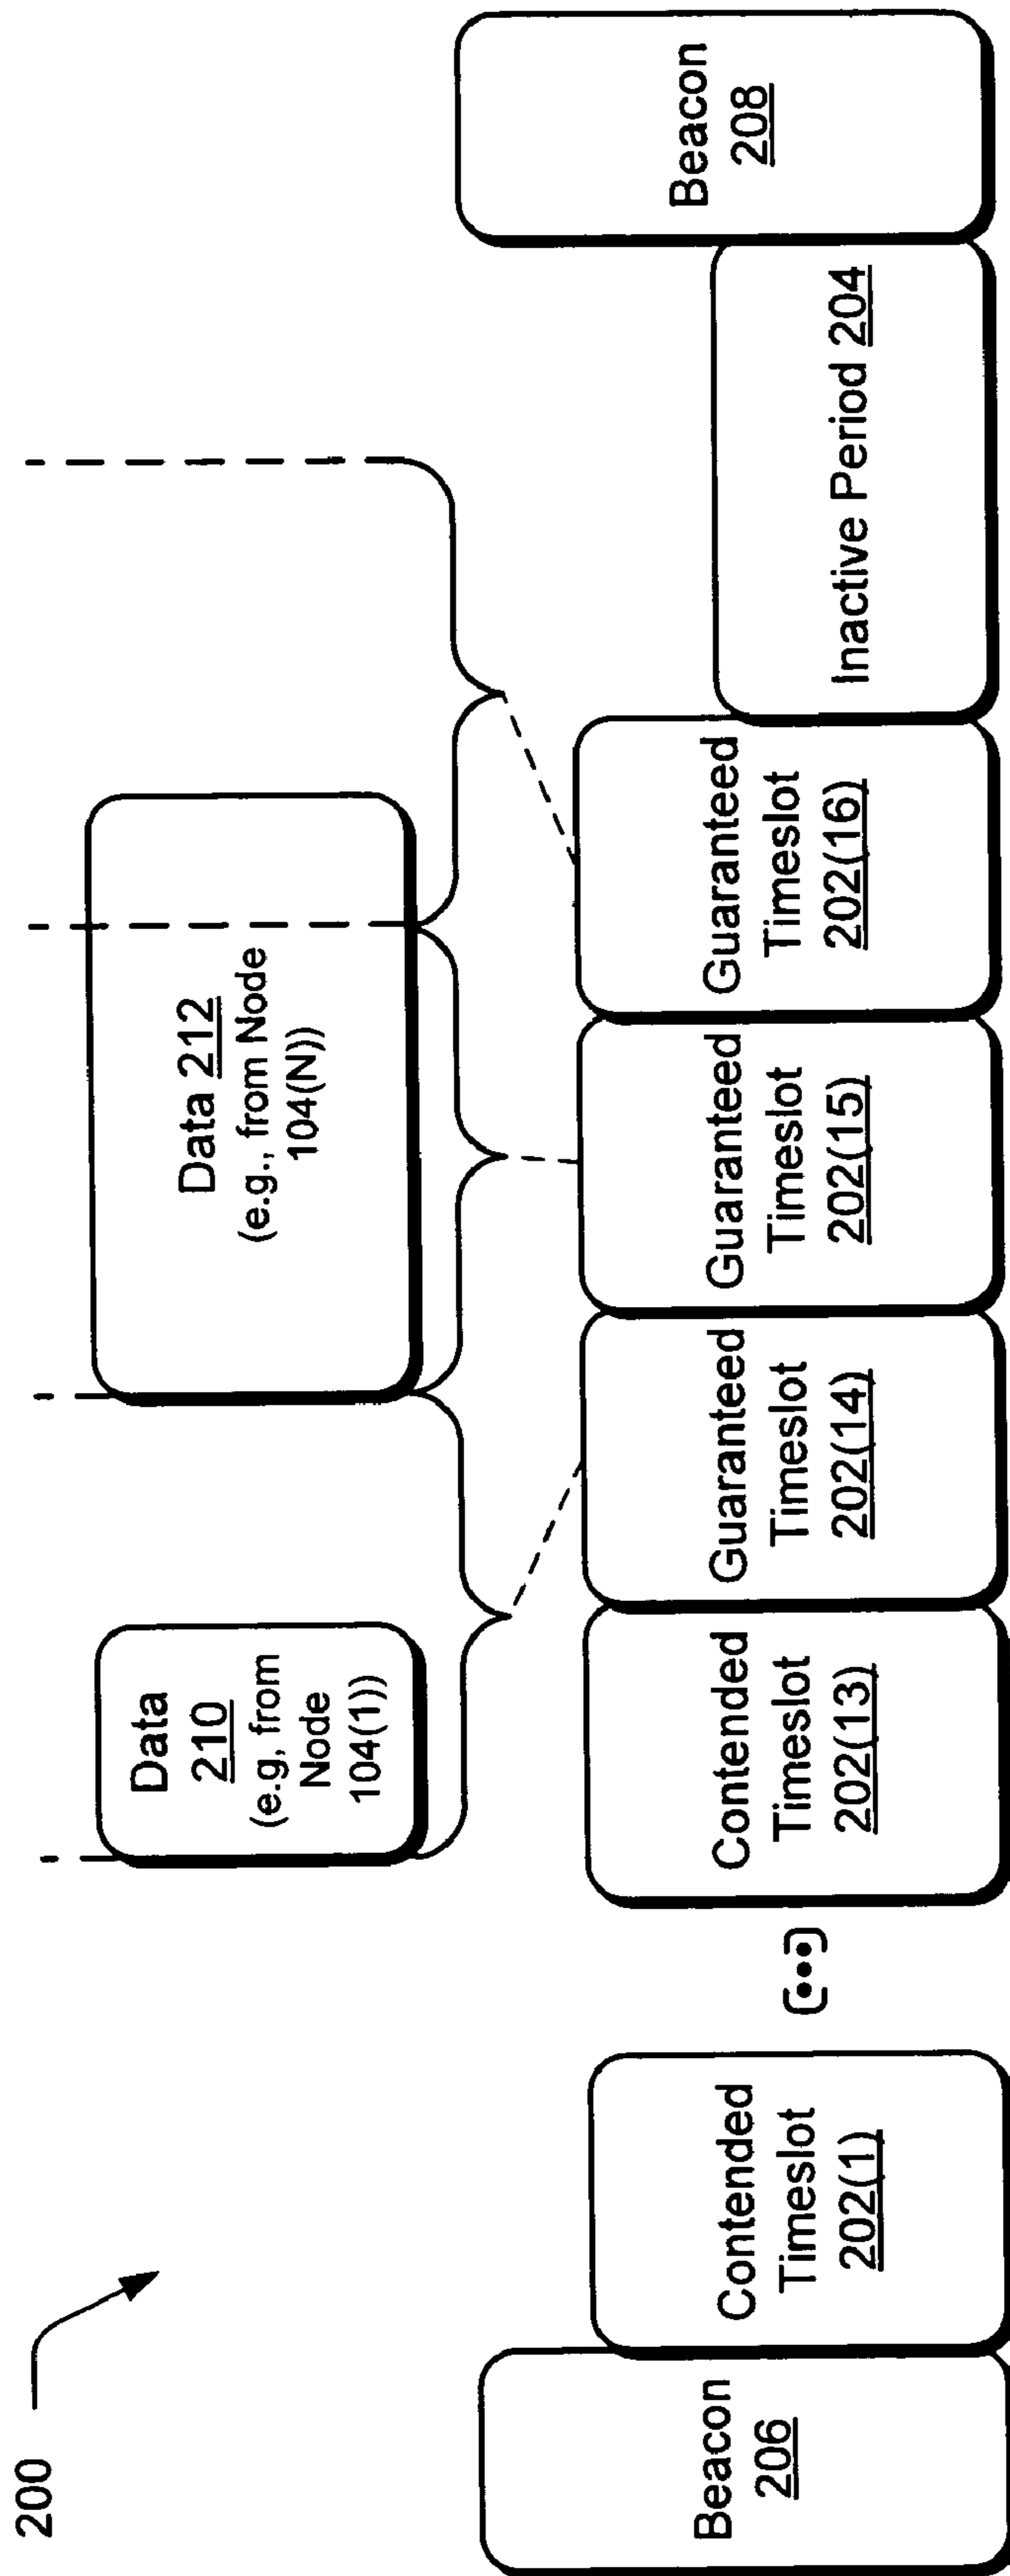 200
Data
210
(e.g, from
Node
104(1))
Data 212
(e.g., from Node
104(N))
Beacon
206
Contended
Timeslot
202(1)
(•••)
Contended
Timeslot
202(13)
Guaranteed
Timeslot
202(14)
Guaranteed
Timeslot
202(15)
Guaranteed
Timeslot
202(16)
Inactive Period 204
Beacon
208